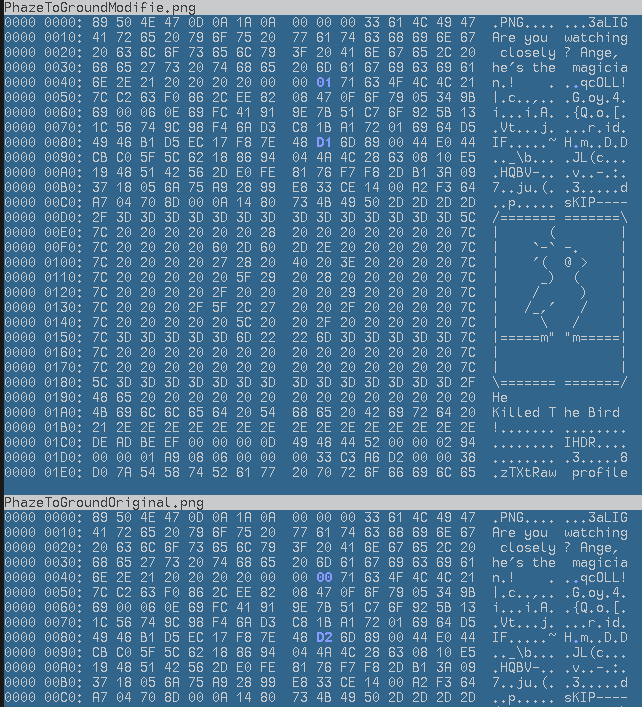 PhazeToGroundModifie.png
0000 0000: 89 50 4E 47 0D 0A 1A 0A 00 00 00 33 61 4C 49 47 .PNG.... ...3aLIG
0000 0010: 41 72 65 20 79 6F 75 20 77 61 74 63 68 69 6E 67 Are you watching
0000 0020: 20 63 6C 6F 73 65 6C 79 3F 20 41 6E 67 65 2C 20  closely ? Ange,
0000 0030: 68 65 27 73 20 74 68 65 20 6D 61 67 69 63 69 61 he's the  magicia
0000 0040: 6E 2E 21 20 20 20 20 00 00 01 71 63 4F 4C 4C 21 n.!    . ..qcOLL!
0000 0050: 7C C2 63 F0 86 2C EE 82 08 47 0F 6F 79 05 34 9B |.c..,.. .G.oy.4.
0000 0060: 69 00 06 0E 69 FC 41 91 9E 7B 51 C7 6F 92 5B 13 i...i.A. .{Q.o.[.
0000 0070: 1C 56 74 9C 98 F4 6A D3 C8 1B A1 72 01 69 64 D5 .Vt...j. ...r.id.
0000 0080: 49 46 B1 D5 EC 17 F8 7E 48 D1 6D 89 00 44 E0 44 IF.....~ H.m..D.D
0000 0090: CB C0 5F 5C 62 18 86 94 04 4A 4C 28 63 08 10 E5 .._\b... .JL(c...
0000 00A0: 19 48 51 42 56 2D E0 FE 81 76 F7 F8 2D B1 3A 09 .HQBV-.. .v..-.:.
0000 00B0: 37 18 05 6A 75 A9 28 99 E8 33 CE 14 00 A2 F3 64 7..ju.(. .3.....d
0000 00C0: A7 04 70 8D 00 0A 14 80 73 4B 49 50 2D 2D 2D 2D ..p..... sKIP----
0000 00D0: 2F 3D 3D 3D 3D 3D 3D 3D 3D 3D 3D 3D 3D 3D 3D 5C /======= =======\
0000 00E0: 7C 20 20 20 20 20 20 28 20 20 20 20 20 20 20 7C |      (        |
0000 00F0: 7C 20 20 20 20 60 2D 60 2D 2E 20 20 20 20 20 7C |    `-` -.     |
0000 0100: 7C 20 20 20 20 27 28 20 40 20 3E 20 20 20 20 7C |    '(  @ >    |
0000 0110: 7C 20 20 20 20 20 5F 29 20 28 20 20 20 20 20 7C |     _)  (     |
0000 0120: 7C 20 20 20 20 2F 20 20 20 20 29 20 20 20 20 7C |    /     )    |
0000 0130: 7C 20 20 20 2F 5F 2C 27 20 20 2F 20 20 20 20 7C |   /_,'   /    |
0000 0140: 7C 20 20 20 20 20 5C 20 20 2F 20 20 20 20 20 7C |     \   /     |
0000 0150: 7C 3D 3D 3D 3D 3D 6D 22 22 6D 3D 3D 3D 3D 3D 7C |=====m" "m=====|
0000 0160: 7C 20 20 20 20 20 20 20 20 20 20 20 20 20 20 7C |               |
0000 0170: 7C 20 20 20 20 20 20 20 20 20 20 20 20 20 20 7C |               |
0000 0180: 5C 3D 3D 3D 3D 3D 3D 3D 3D 3D 3D 3D 3D 3D 3D 2F \======= =======/
0000 0190: 48 65 20 20 20 20 20 20 20 20 20 20 20 20 20 20 He
0000 01A0: 4B 69 6C 6C 65 64 20 54 68 65 20 42 69 72 64 20 Killed T he Bird
0000 01B0: 21 2E 2E 2E 2E 2E 2E 2E 2E 2E 2E 2E 2E 2E 2E 2E !....... ........
0000 01C0: DE AD BE EF 00 00 00 0D 49 48 44 52 00 00 02 94 ........ IHDR....
0000 01D0: 00 00 01 A9 08 06 00 00 00 33 C3 A6 D2 00 00 38 ........ .3.....8
0000 01E0: D0 7A 54 58 74 52 61 77 20 70 72 6F 66 69 6C 65 .zTXtRaw  profile
PhazeToGroundOriginal.png
0000 0000: 89 50 4E 47 0D 0A 1A 0A 00 00 00 33 61 4C 49 47 .PNG.... ...3aLIG
0000 0010: 41 72 65 20 79 6F 75 20 77 61 74 63 68 69 6E 67 Are you  watching
0000 0020: 20 63 6C 6F 73 65 6C 79 3F 20 41 6E 67 65 2C 20  closely ? Ange,
0000 0030: 68 65 27 73 20 74 68 65 20 6D 61 67 69 63 69 61 he's the  magicia
0000 0040: 6E 2E 21 20 20 20 20 00 00 00 71 63 4F 4C 4C 21 n.!    . ..qcOLL!
0000 0050: 7C C2 63 F0 86 2C EE 82 08 47 0F 6F 79 05 34 9B |.c..,.. .G.oy.4.
0000 0060: 69 00 06 0E 69 FC 41 91 9E 7B 51 C7 6F 92 5B 13 i...i.A. .{Q.o.[.
0000 0070: 1C 56 74 9C 98 F4 6A D3 C8 1B A1 72 01 69 64 D5 .Vt...j. ...r.id.
0000 0080: 49 46 B1 D5 EC 17 F8 7E 48 D2 6D 89 00 44 E0 44 IF.....~ H.m..D.D
0000 0090: CB C0 5F 5C 62 18 86 94 04 4A 4C 28 63 08 10 E5 .._\b... .JL(c...
0000 00A0: 19 48 51 42 56 2D E0 FE 81 76 F7 F8 2D B1 3A 09 .HQBV-.. .v..-.:.
0000 00B0: 37 18 05 6A 75 A9 28 99 E8 33 CE 14 00 A2 F3 64 7..ju.(. .3.....d
0000 00C0: A7 04 70 8D 00 0A 14 80 73 4B 49 50 2D 2D 2D 2D ..p..... sKIP----